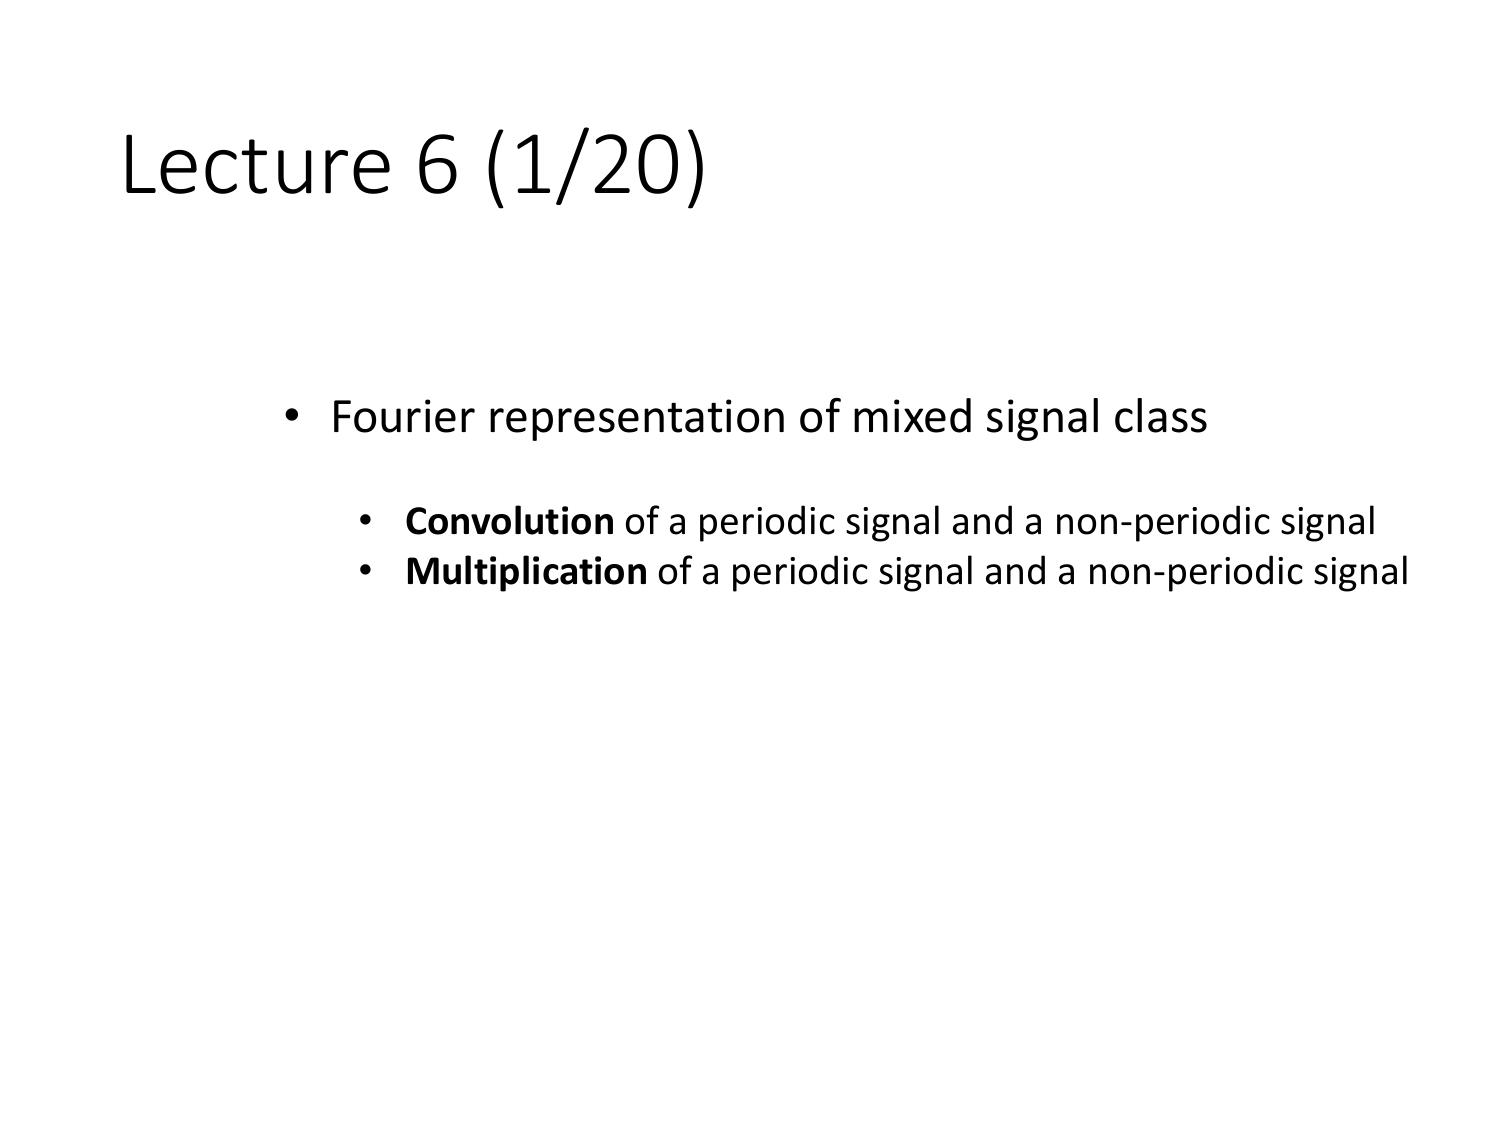 Lecture 6 (1/20)
• Fourier representation of mixed signal class
• Convolution of a periodic signal and a non-periodic signal
• Multiplication of a periodic signal and a non-periodic signal